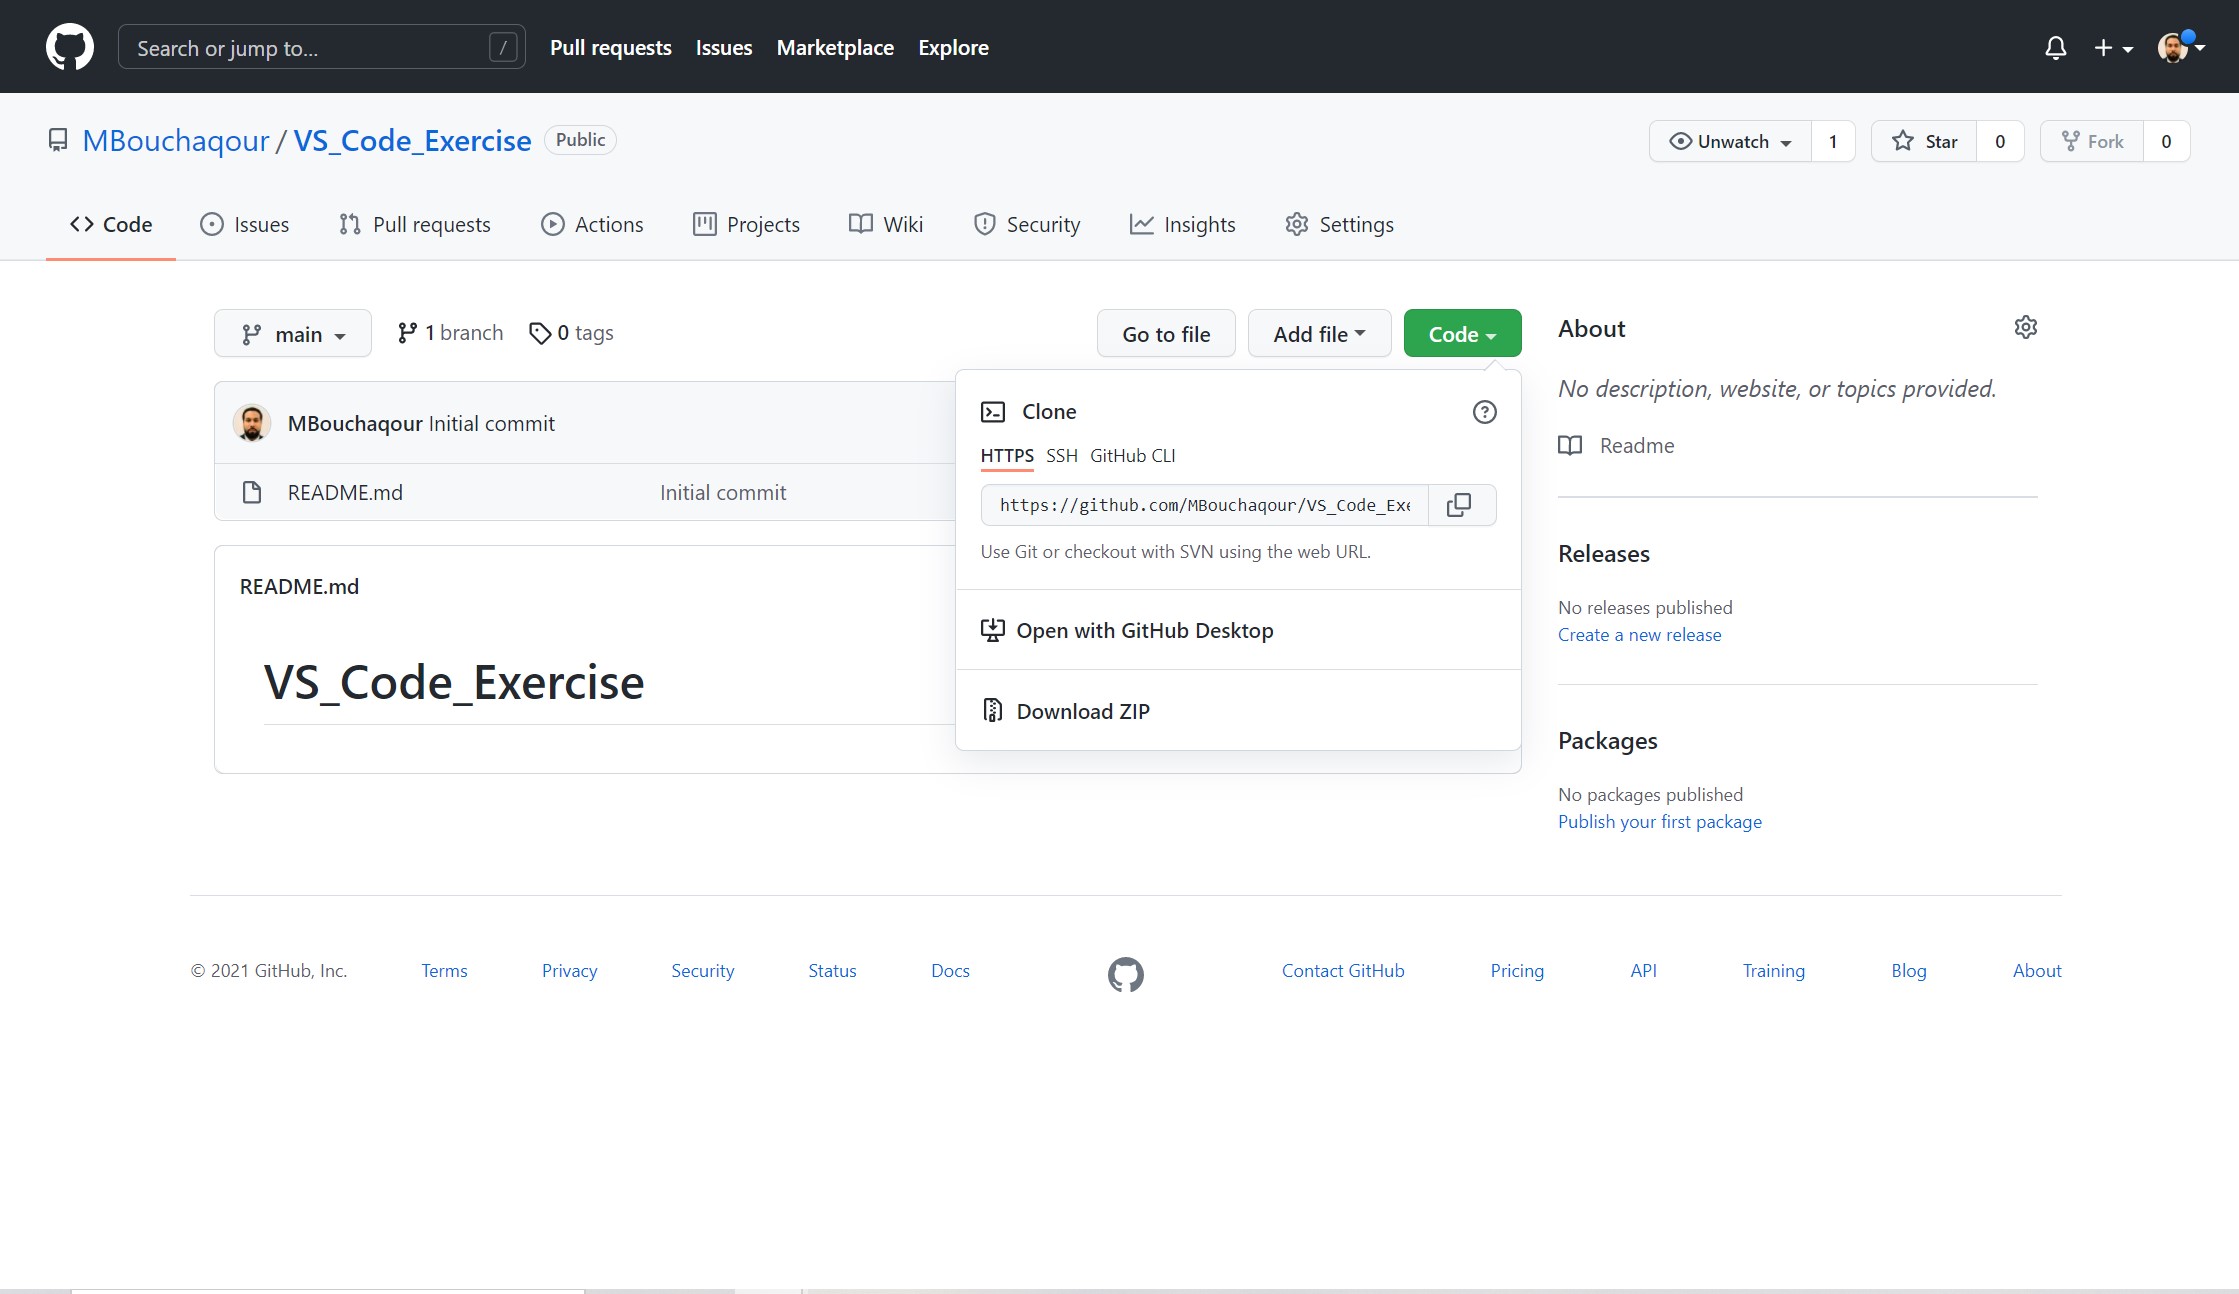 Search or jump to... / Pull requests Issues Marketplace Explore
MBouchaqour / VS_Code_Exercise Public Unwatch 1 Star 0 Fork 0
Code Issues Pull requests Actions Projects Wiki Security Insights Settings
main 1 branch 0 tags Go to file Add file Code
MBouchaqour Initial commit
README.md Initial commit
README.md
VS_Code_Exercise
Clone
HTTPS SSH GitHub CLI
https://github.com/MBouchaqour/VS_Code_Exe
Use Git or checkout with SVN using the web URL.
Open with GitHub Desktop
Download ZIP
About
No description, website, or topics provided.
Readme
Releases
No releases published
Create a new release
Packages
No packages published
Publish your first package
© 2021 GitHub, Inc. Terms Privacy Security Status Docs Contact GitHub Pricing API Training Blog About